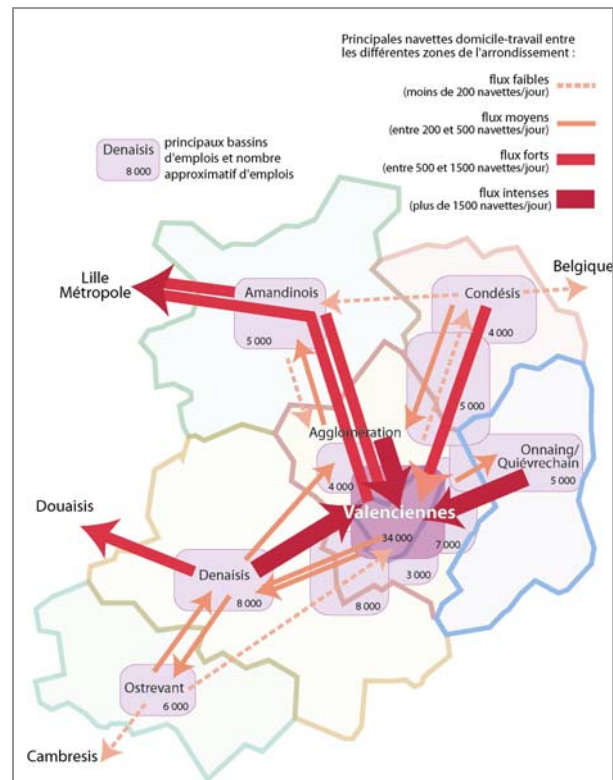 Principales navettes domicile-travail entre
les différentes zones de l'arrondissement :
flux faibles
(moins de 200 navettes/jour)
flux moyens
(entre 200 et 500 navettes/jour)
flux forts
(entre 500 et 1500 navettes/jour)
flux intenses
(plus de 1500 navettes/jour)
Denaisis
8 000
principaux bassins
d'emplois et nombre
approximatif d'emplois
Belgique
Lille
Métropole
Amandinois
5 000
Condésis
4 000
5 000
Agglomération
4 000
Onnaing/
Quiévrechain
5 000
Valenciennes
34 000
7 000
3 000
8 000
Douaisis
Denaisis
8 000
Ostrevant
6 000
Cambresis